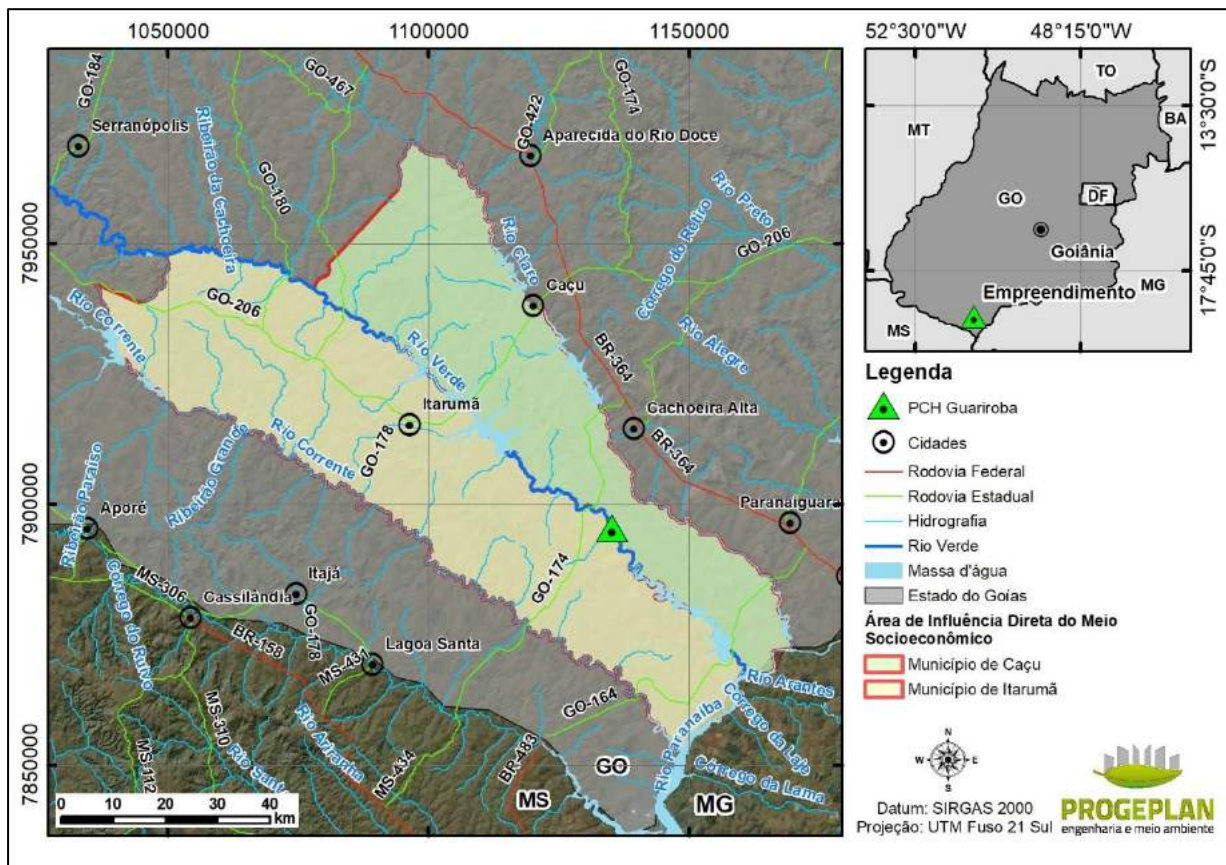 1050000
1100000
1150000
7950000
7900000
7850000
GO-184
GO-467
GO-422
GO-174
Serranópolis
Ribeirão da Cachoeira
GO-180
Aparecida do Rio Doce
Rio Preto
Rio Claro
Córrego do Retiro
GO-206
Caçu
GO-206
Rio Corrente
Rio Verde
Rio Alegre
BR-364
Itarumã
Cachoeira Alta
GO-178
Rio Corrente
BR-364
Ribeirão Grande
Ribeirão Paraíso
Paranaiguara
Aporé
GO-174
Itajá
MS-306
Cassilândia
GO-178
Córrego do Ruivo
BR-158
Lagoa Santa
MS-431
Rio Arantes
GO-164
Córrego da Laje
MS-310
Rio Paranaíba
MS-434
BR-483
GO
Córrego da Lama
MS-112
MS
MG
0 10 20 30 40
km
52°30'0"W
48°15'0"W
13°30'0"S
17°45'0"S
TO
BA
MT
DF
GO
Goiânia
MG
Empreendimento
MS
Legenda
PCH Guariroba
Cidades
Rodovia Federal
Rodovia Estadual
Hidrografia
Rio Verde
Massa d'água
Estado do Goías
Área de Influência Direta do Meio
Socioeconômico
Município de Caçu
Município de Itarumã
N
W
E
S
Datum: SIRGAS 2000
Projeção: UTM Fuso 21 Sul
PROGEPLAN
engenharia e meio ambiente